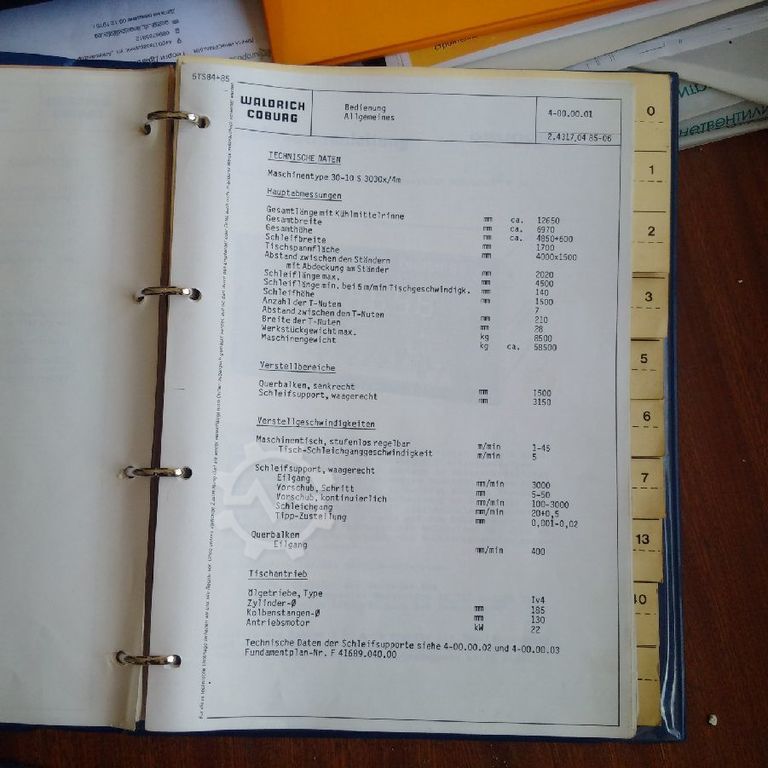 STS84+85
WALDRICH
COBURG
Bedienung
Allgemeines
4-00.00.01
2.4317.04 85-06
TECHNISCHE DATEN
Maschinentype 30-10 S 3030x/4m
Hauptabmessungen
Gesamtlänge mit Kühlmittelrinne mm ca. 12650
Gesamtbreite mm ca. 6970
Gesamthöhe mm ca. 4850+600
Schleifbreite mm 1700
Tischspannfläche mm 4000x1500
Abstand zwischen den Ständern
mit Abdeckung am Ständer mm 2020
Schleiflänge max. mm 4500
Schleiflänge min. bei 5 m/min Tischgeschwindigk. mm 140
Schleifhöhe mm 1500
Anzahl der T-Nuten 7
Abstand zwischen den T-Nuten mm 210
Breite der T-Nuten mm 28
Werkstückgewicht max. kg 8500
Maschinengewicht kg ca. 58500
Verstellbereiche
Querbalken, senkrecht mm 1500
Schleifsupport, waagerecht mm 3150
Verstellgeschwindigkeiten
Maschinentisch, stufenlos regelbar m/min 1-45
Tisch-Schleichganggeschwindigkeit m/min 5
Schleifsupport, waagerecht
Eilgang mm/min 3000
Vorschub, Schritt mm 5-50
Vorschub, kontinuierlich mm/min 100-3000
Schleichgang mm/min 20+0,5
Tipp-Zustellung mm 0,001-0,02
Querbalken
Eilgang mm/min 400
Tischantrieb
Ölgetriebe, Type Iv4
Zylinder-Ø mm 185
Kolbenstangen-Ø mm 130
Antriebsmotor kW 22
Technische Daten der Schleifsupporte siehe 4-00.00.02 und 4-00.00.03
Fundamentplan-Nr. F 41689.040.00
0
1
2
3
5
6
7
13
40